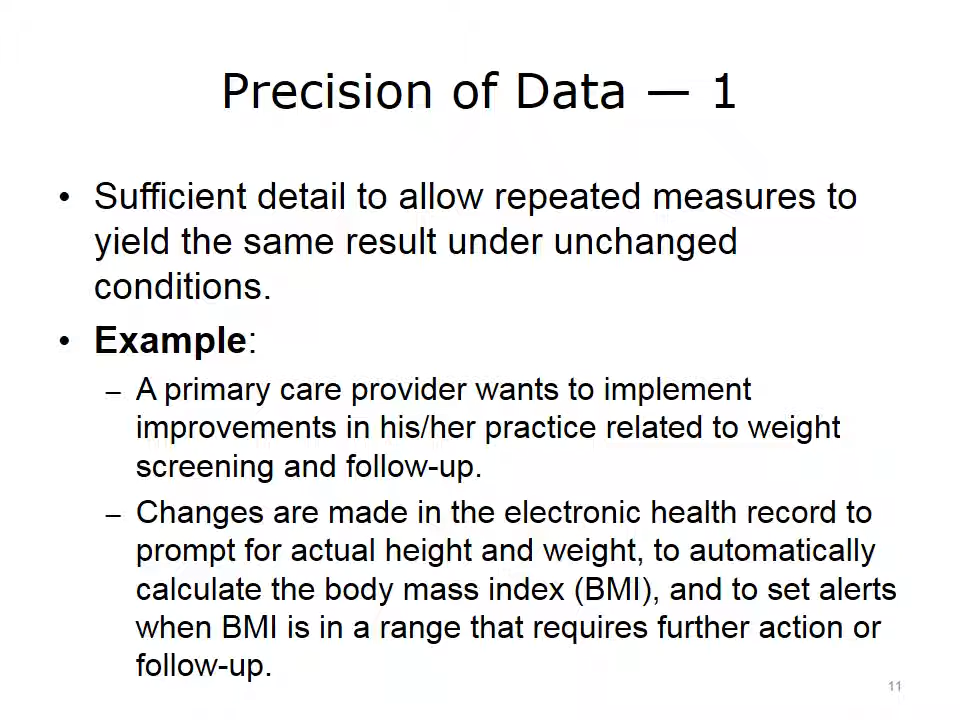 Precision of Data — 1
• Sufficient detail to allow repeated measures to
yield the same result under unchanged
conditions.
• Example:
– A primary care provider wants to implement
improvements in his/her practice related to weight
screening and follow-up.
– Changes are made in the electronic health record to
prompt for actual height and weight, to automatically
calculate the body mass index (BMI), and to set alerts
when BMI is in a range that requires further action or
follow-up.
11